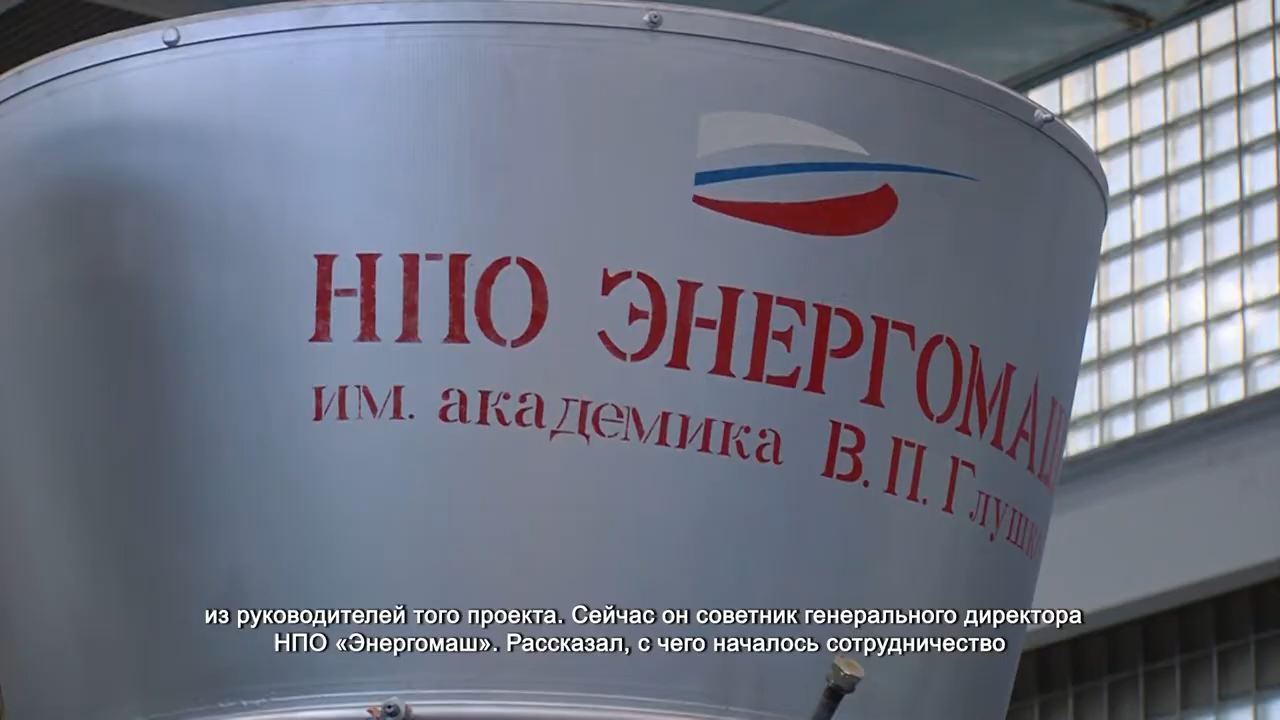 НПО ЭНЕРГОМАШ
им. академика В.П. Глушко
из руководителей того проекта. Сейчас он советник генерального директора
НПО «Энергомаш». Рассказал, с чего началось сотрудничество